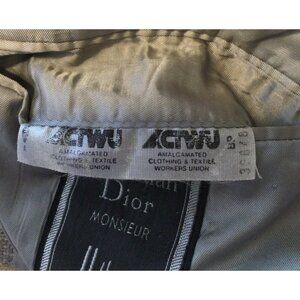 ACTWU ACTWU
AMALGAMATED AMALGAMATED
CLOTHING & TEXTILE CLOTHING & TEXTILE
WORKERS UNION WORKERS UNION
Dior
MONSIEUR